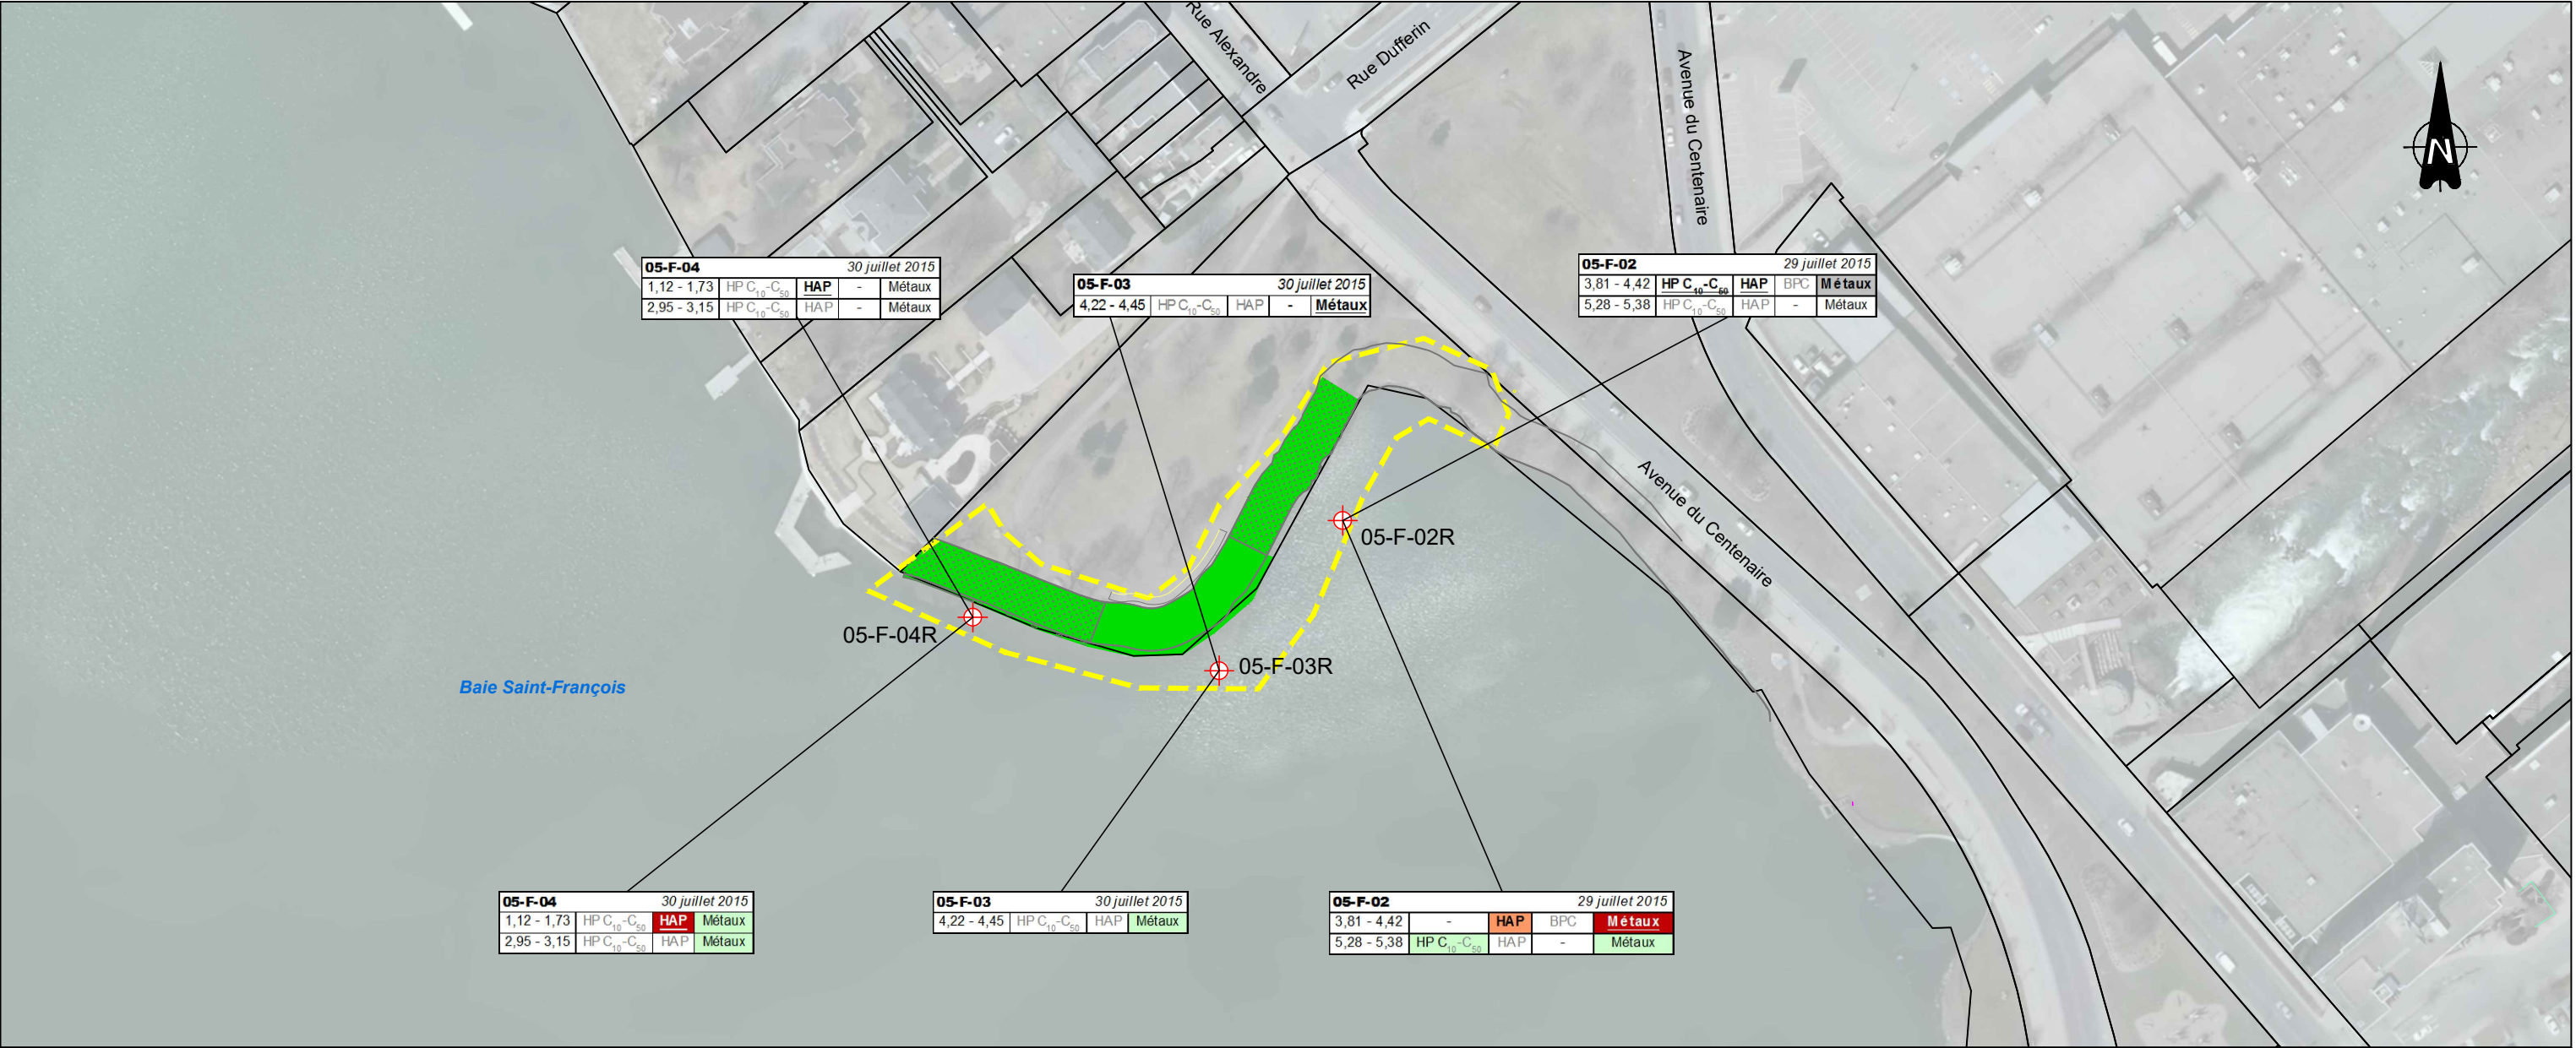 Rue Alexandre
Rue Dufferin
Avenue du Centenaire
N
05-F-04 30 juillet 2015
1,12 - 1,73 HP C10-C50 HAP - Métaux
2,95 - 3,15 HP C10-C50 HAP - Métaux
05-F-03 30 juillet 2015
4,22 - 4,45 HP C10-C50 HAP - Métaux
05-F-02 29 juillet 2015
3,81 - 4,42 HP C10-C50 HAP BPC Métaux
5,28 - 5,38 HP C10-C50 HAP - Métaux
Avenue du Centenaire
05-F-02R
05-F-04R
05-F-03R
Baie Saint-François
05-F-04 30 juillet 2015
1,12 - 1,73 HP C10-C50 HAP Métaux
2,95 - 3,15 HP C10-C50 HAP Métaux
05-F-03 30 juillet 2015
4,22 - 4,45 HP C10-C50 HAP Métaux
05-F-02 29 juillet 2015
3,81 - 4,42 - HAP BPC Métaux
5,28 - 5,38 HP C10-C50 HAP - Métaux